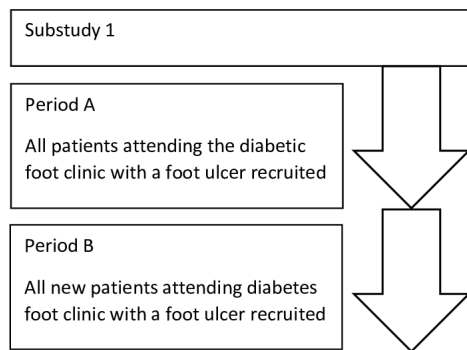 Substudy 1
Period A
All patients attending the diabetic
foot clinic with a foot ulcer recruited
Period B
All new patients attending diabetes
foot clinic with a foot ulcer recruited